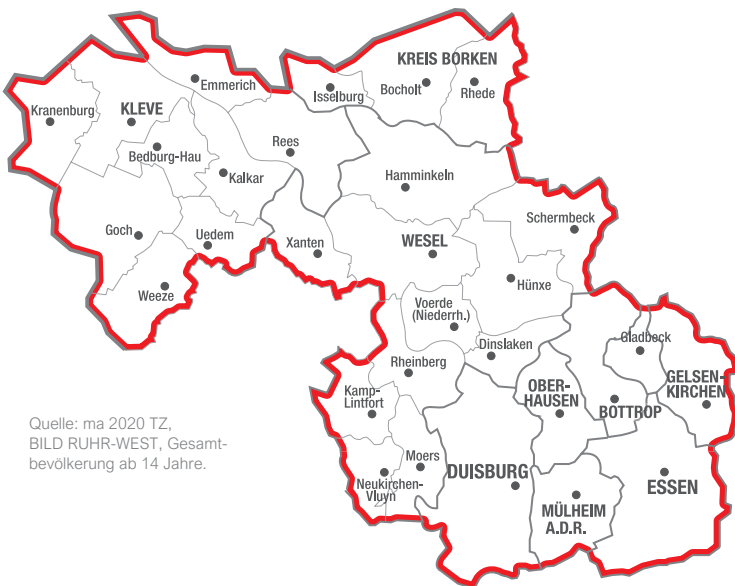 KREIS BORKEN
Emmerich
Isselburg
Bocholt
Rhede
Kranenburg
KLEVE
Bedburg-Hau
Rees
Kalkar
Hamminkeln
Schermbeck
Goch
Uedem
Xanten
WESEL
Weeze
Hünxe
Voerde
(Niederrh.)
Dinslaken
Gladbeck
Rheinberg
GELSEN-
KIRCHEN
Kamp-
Lintfort
OBER-
HAUSEN
BOTTROP
Quelle: ma 2020 TZ,
BILD RUHR-WEST, Gesamt-
bevölkerung ab 14 Jahre.
Moers
Neukirchen-
Vluyn
DUISBURG
ESSEN
MÜLHEIM
A.D.R.